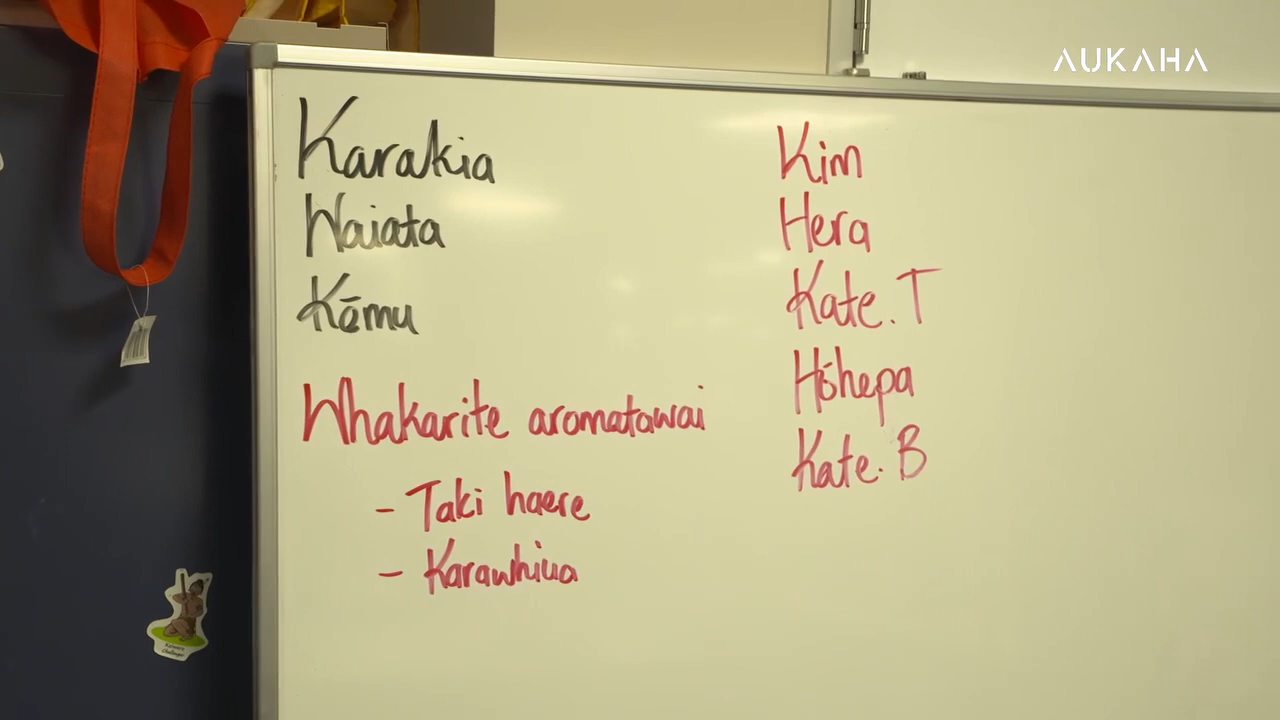 AUKAHA
Karakia
Waiata
Kēmu
Whakarite aromatawai
- Taki haere
- Karawhiua
Kim
Hera
Kate. T
Hōhepa
Kate. B